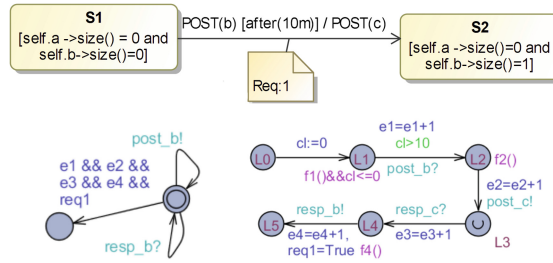 S1
[self.a ->size() = 0 and
self.b->size()=0]
POST(b) [after(10m)] / POST(c)
Req:1
S2
[self.a ->size()=0 and
self.b->size()=1]
post_b!
e1 && e2 &&
e3 && e4 &&
req1
resp_b?
L0
cl:=0
L1
f1()&&cl<=0
e1=e1+1
cl>10
post_b?
L2
f2()
e2=e2+1
post_c!
L3
resp_c?
e3=e3+1
L4
f4()
resp_b!
e4=e4+1,
req1=True
L5